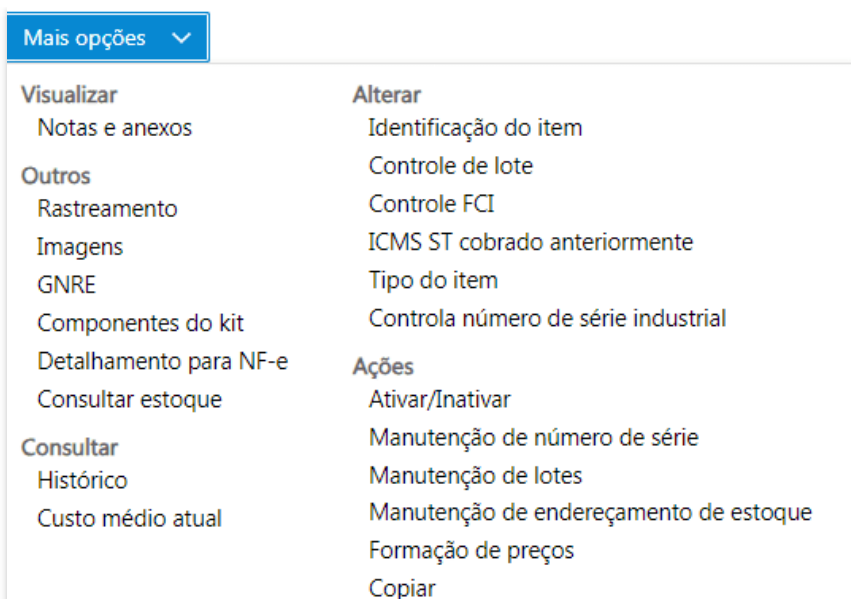 Mais opções
Visualizar
Notas e anexos
Outros
Rastreamento
Imagens
GNRE
Componentes do kit
Detalhamento para NF-e
Consultar estoque
Consultar
Histórico
Custo médio atual
Alterar
Identificação do item
Controle de lote
Controle FCI
ICMS ST cobrado anteriormente
Tipo do item
Controla número de série industrial
Ações
Ativar/Inativar
Manutenção de número de série
Manutenção de lotes
Manutenção de endereçamento de estoque
Formação de preços
Copiar